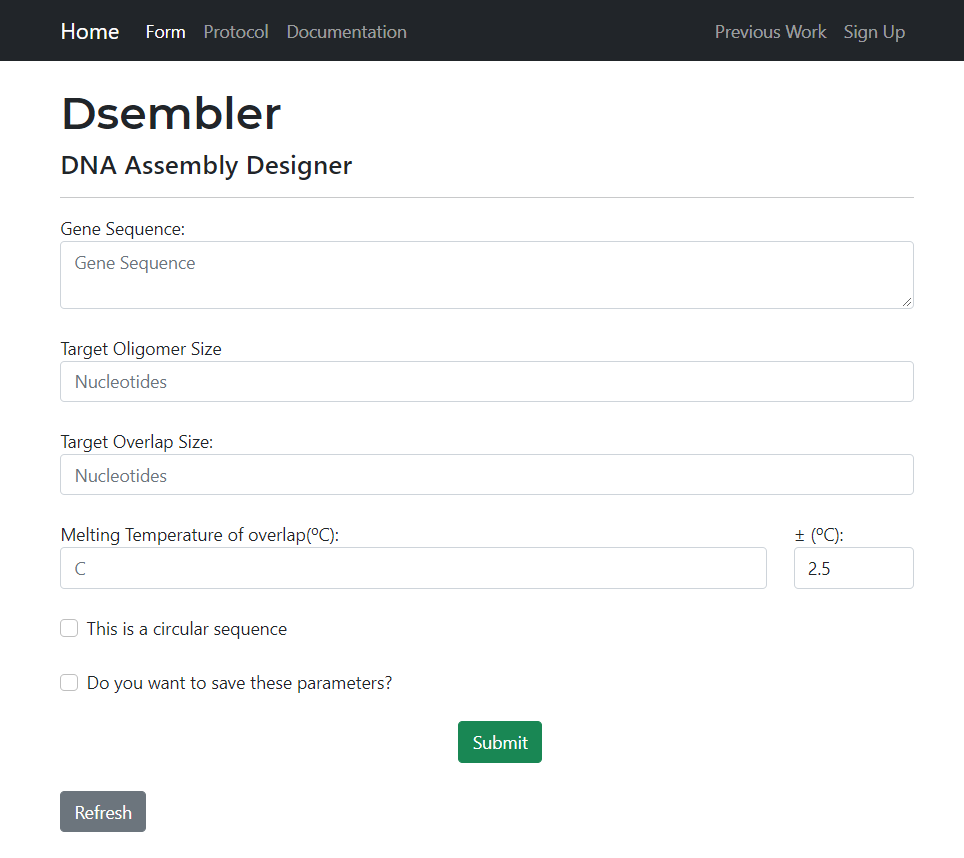 Home Form Protocol Documentation Previous Work Sign Up
Dsembler
DNA Assembly Designer
Gene Sequence:
Gene Sequence
Target Oligomer Size
Nucleotides
Target Overlap Size:
Nucleotides
Melting Temperature of overlap(ºC): ± (ºC):
C 2.5
This is a circular sequence
Do you want to save these parameters?
Submit
Refresh